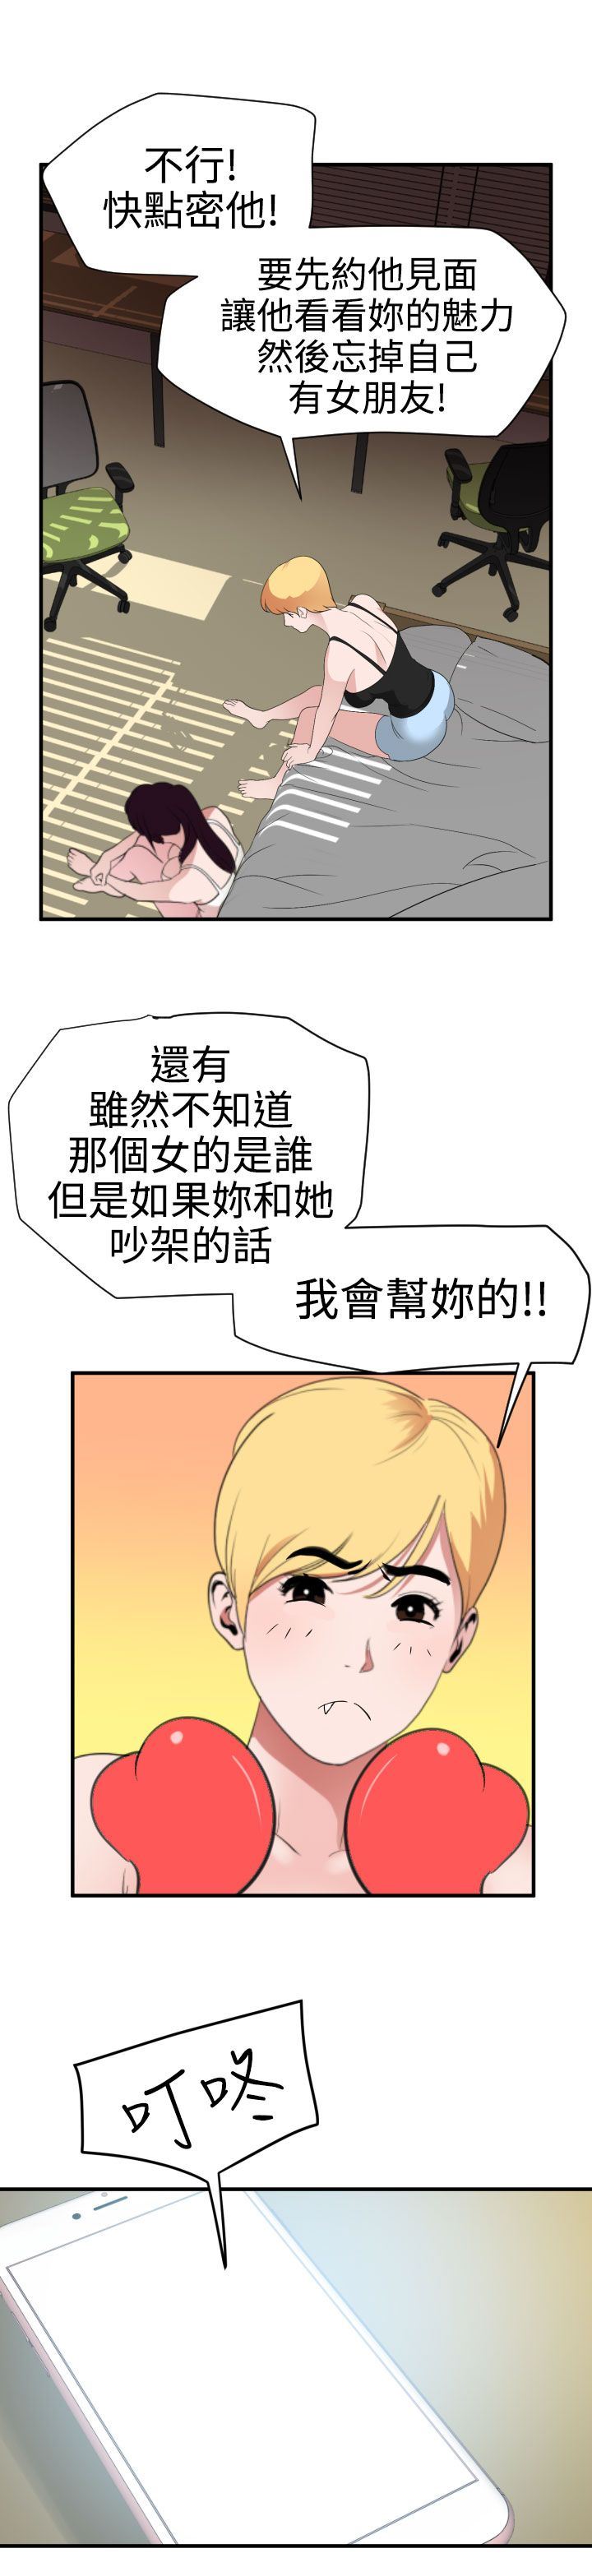 不行!
快點密他!
要先約他見面
讓他看看妳的魅力
然後忘掉自己
有女朋友!
還有
雖然不知道
那個女的是誰
但是如果妳和她
吵架的話
我會幫妳的!!
叮咚